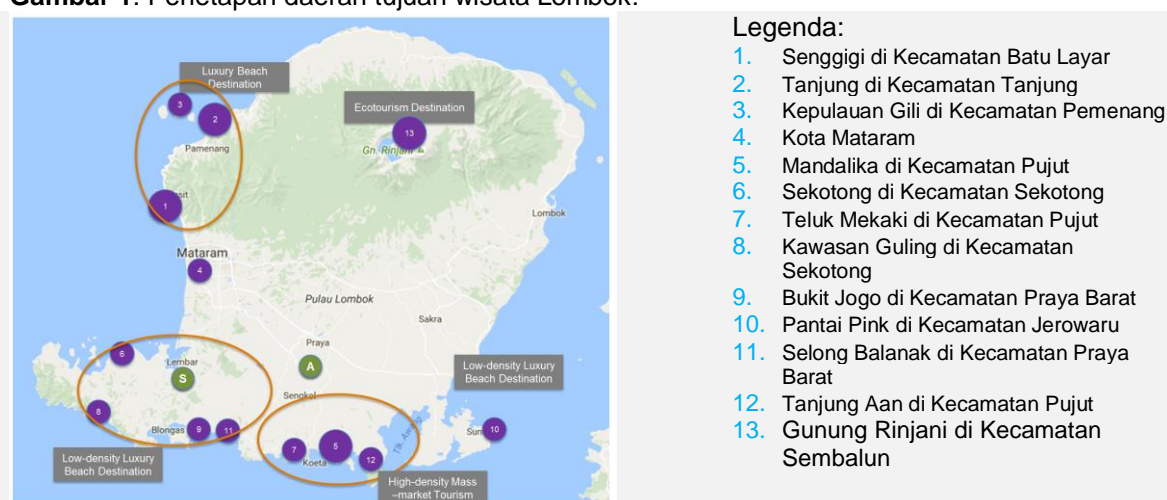 Gambar 1. Penetapan daerah tujuan wisata Lombok.
Luxury Beach
Destination
3
2
Pamenang
Ecotourism Destination
13
Gn. Rinjani
1
Lombok
Mataram
4
Pulau Lombok
Sakra
Praya
6
Lembar
S
A
Low-density Luxury
Beach Destination
Sengkol
8
Blongas
9
11
7
5
12
Koeta
Tk. Awang
10
Low-density Luxury
Beach Destination
High-density Mass
–market Tourism
Legenda:
1. Senggigi di Kecamatan Batu Layar
2. Tanjung di Kecamatan Tanjung
3. Kepulauan Gili di Kecamatan Pemenang
4. Kota Mataram
5. Mandalika di Kecamatan Pujut
6. Sekotong di Kecamatan Sekotong
7. Teluk Mekaki di Kecamatan Pujut
8. Kawasan Guling di Kecamatan
Sekotong
9. Bukit Jogo di Kecamatan Praya Barat
10. Pantai Pink di Kecamatan Jerowaru
11. Selong Balanak di Kecamatan Praya
Barat
12. Tanjung Aan di Kecamatan Pujut
13. Gunung Rinjani di Kecamatan
Sembalun